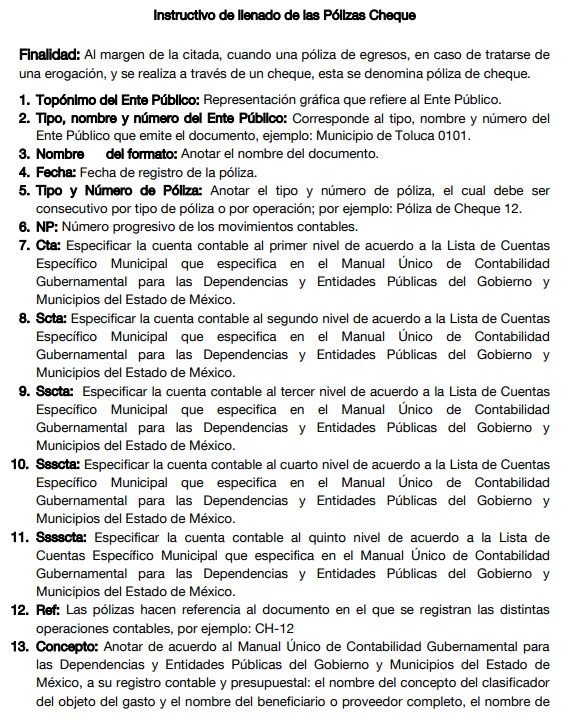 Instructivo de llenado de las Pólizas Cheque
Finalidad: Al margen de la citada, cuando una póliza de egresos, en caso de tratarse de
una erogación, y se realiza a través de un cheque, esta se denomina póliza de cheque.
1. Topónimo del Ente Público: Representación gráfica que refiere al Ente Público.
2. Tipo, nombre y número del Ente Público: Corresponde al tipo, nombre y número del
Ente Público que emite el documento, ejemplo: Municipio de Toluca 0101.
3. Nombre del formato: Anotar el nombre del documento.
4. Fecha: Fecha de registro de la póliza.
5. Tipo y Número de Póliza: Anotar el tipo y número de póliza, el cual debe ser
consecutivo por tipo de póliza o por operación; por ejemplo: Póliza de Cheque 12.
6. NP: Número progresivo de los movimientos contables.
7. Cta: Especificar la cuenta contable al primer nivel de acuerdo a la Lista de Cuentas
Específico Municipal que especifica en el Manual Único de Contabilidad
Gubernamental para las Dependencias y Entidades Públicas del Gobierno y
Municipios del Estado de México.
8. Scta: Especificar la cuenta contable al segundo nivel de acuerdo a la Lista de Cuentas
Específico Municipal que especifica en el Manual Único de Contabilidad
Gubernamental para las Dependencias y Entidades Públicas del Gobierno y
Municipios del Estado de México.
9. Sscta: Especificar la cuenta contable al tercer nivel de acuerdo a la Lista de Cuentas
Específico Municipal que especifica en el Manual Único de Contabilidad
Gubernamental para las Dependencias y Entidades Públicas del Gobierno y
Municipios del Estado de México.
10. Ssscta: Especificar la cuenta contable al cuarto nivel de acuerdo a la Lista de Cuentas
Específico Municipal que especifica en el Manual Único de Contabilidad
Gubernamental para las Dependencias y Entidades Públicas del Gobierno y
Municipios del Estado de México.
11. Sssscta: Especificar la cuenta contable al quinto nivel de acuerdo a la Lista de
Cuentas Específico Municipal que especifica en el Manual Único de Contabilidad
Gubernamental para las Dependencias y Entidades Públicas del Gobierno y
Municipios del Estado de México.
12. Ref: Las pólizas hacen referencia al documento en el que se registran las distintas
operaciones contables, por ejemplo: CH-12
13. Concepto: Anotar de acuerdo al Manual Único de Contabilidad Gubernamental para
las Dependencias y Entidades Públicas del Gobierno y Municipios del Estado de
México, a su registro contable y presupuestal: el nombre del concepto del clasificador
del objeto del gasto y el nombre del beneficiario o proveedor completo, el nombre de